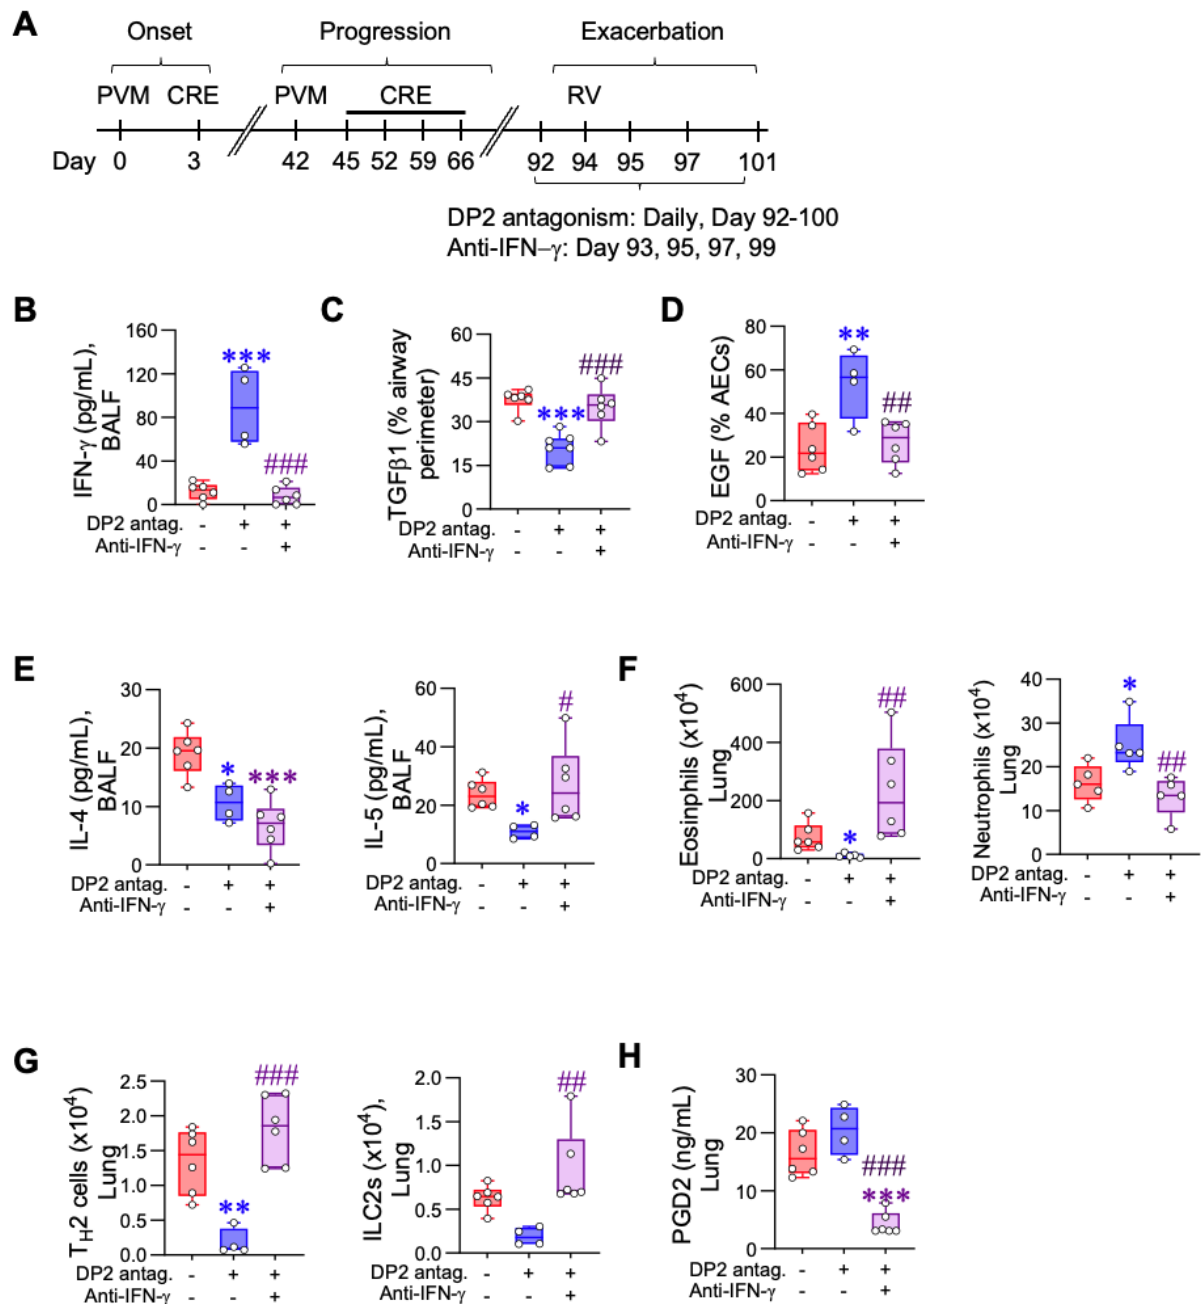 A
Onset Progression Exacerbation
PVM CRE PVM CRE RV
Day 0 3 42 45 52 59 66 92 94 95 97 101
DP2 antagonism: Daily, Day 92-100
Anti-IFN–γ: Day 93, 95, 97, 99
B
IFN-γ (pg/mL),
BALF
160
120
80
40
0
***
###
DP2 antag. - + +
Anti-IFN-γ - - +
C
TGFβ1 (% airway
perimeter)
60
45
30
15
0
***
###
DP2 antag. - + +
Anti-IFN-γ - - +
D
EGF (% AECs)
80
60
40
20
0
**
##
DP2 antag. - + +
Anti-IFN-γ - - +
E
IL-4 (pg/mL),
BALF
30
20
10
0
*
***
DP2 antag. - + +
Anti-IFN-γ - - +
IL-5 (pg/mL),
BALF
60
40
20
0
*
#
DP2 antag. - + +
Anti-IFN-γ - - +
F
Eosinphils (x10⁴)
Lung
600
400
200
0
*
##
DP2 antag. - + +
Anti-IFN-γ - - +
Neutrophils (x10⁴)
Lung
40
30
20
10
0
*
##
DP2 antag. - + +
Anti-IFN-γ - - +
G
T_H2 cells (x10⁴)
Lung
2.5
2.0
1.5
1.0
0.5
0.0
**
###
DP2 antag. - + +
Anti-IFN-γ - - +
ILC2s (x10⁴),
Lung
2.0
1.5
1.0
0.5
0.0
##
DP2 antag. - + +
Anti-IFN-γ - - +
H
PGD2 (ng/mL)
Lung
30
20
10
0
###
***
DP2 antag. - + +
Anti-IFN-γ - - +